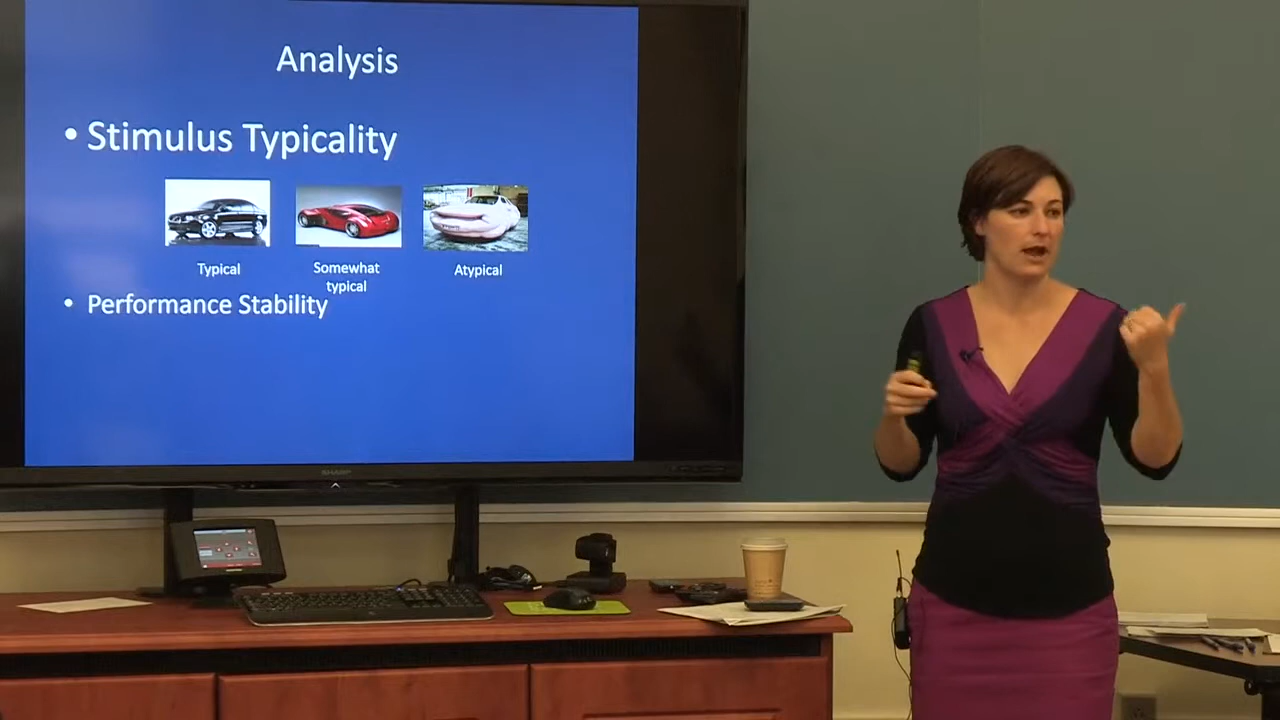 Analysis
• Stimulus Typicality
Typical
Somewhat
typical
Atypical
• Performance Stability
SHARP